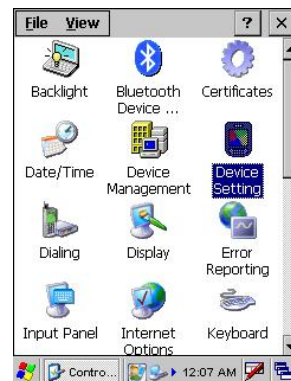 File View ? ×
Backlight Bluetooth Certificates
Device ...
Date/Time Device Device
Management Setting
Dialing Display Error
Reporting
Input Panel Internet Keyboard
Options
Contro... 12:07 AM